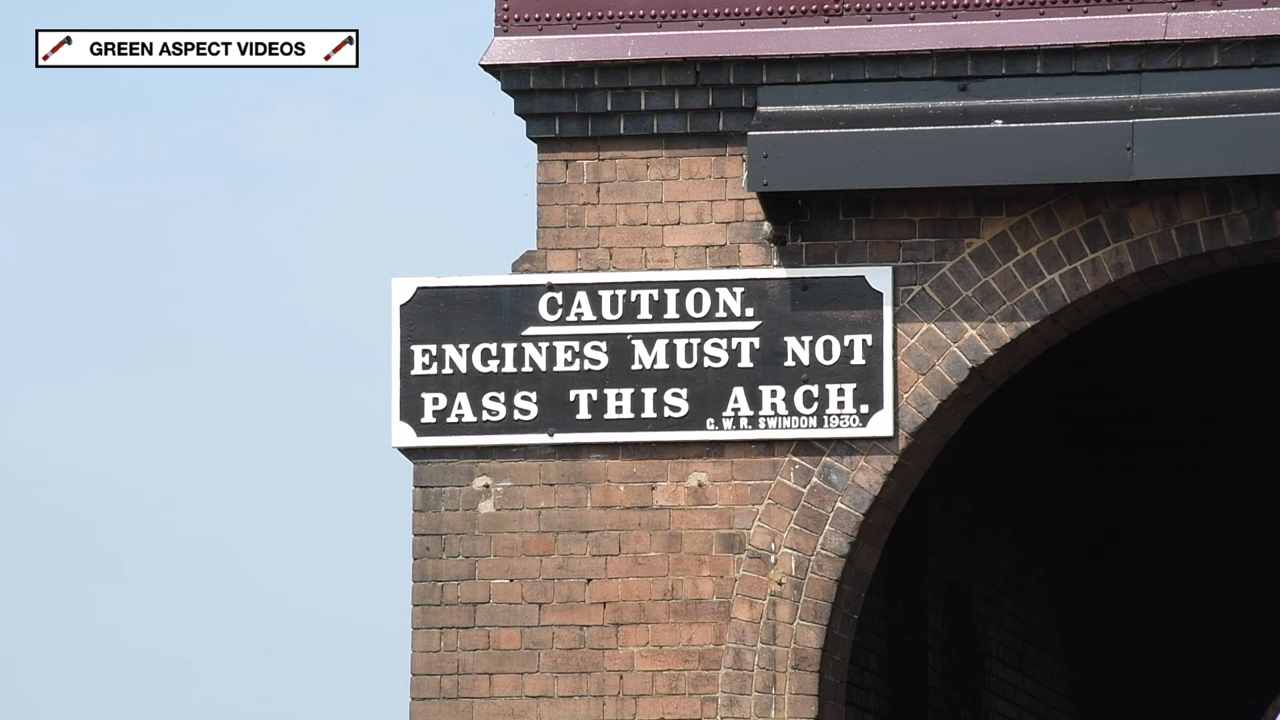 GREEN ASPECT VIDEOS
CAUTION.
ENGINES MUST NOT
PASS THIS ARCH.
G. W. R. SWINDON 1930.